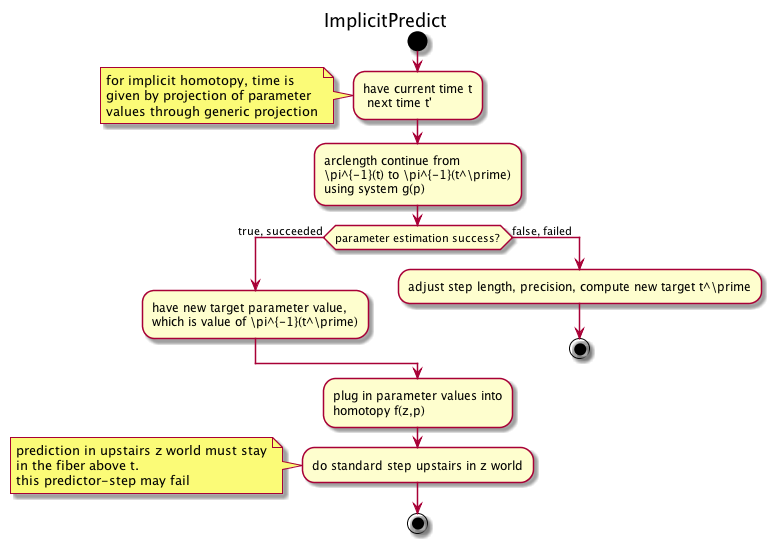 ImplicitPredict
for implicit homotopy, time is
given by projection of parameter
values through generic projection
have current time t
next time t'
arclength continue from
\pi^{-1}(t) to \pi^{-1}(t^\prime)
using system g(p)
true, succeeded
parameter estimation success?
false, failed
have new target parameter value,
which is value of \pi^{-1}(t^\prime)
adjust step length, precision, compute new target t^\prime
plug in parameter values into
homotopy f(z,p)
prediction in upstairs z world must stay
in the fiber above t.
this predictor-step may fail
do standard step upstairs in z world